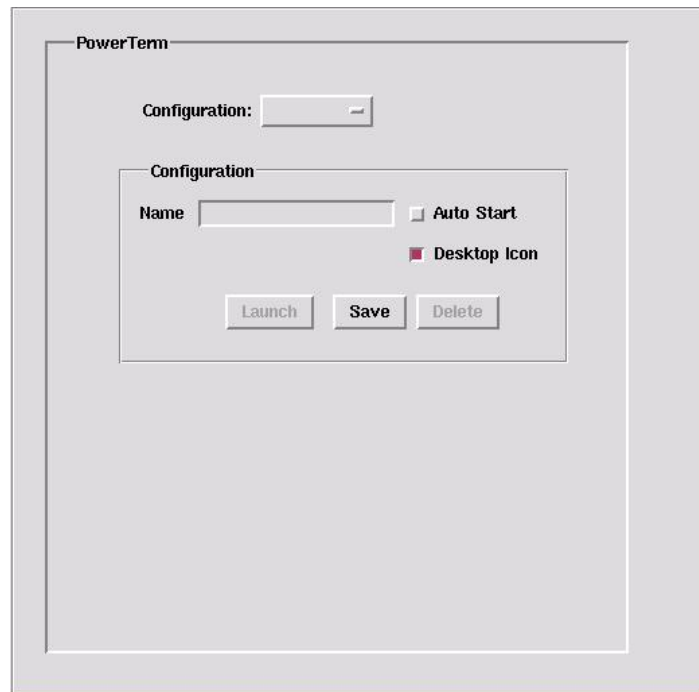 PowerTerm
Configuration:
Configuration
Name
Auto Start
Desktop Icon
Launch Save Delete